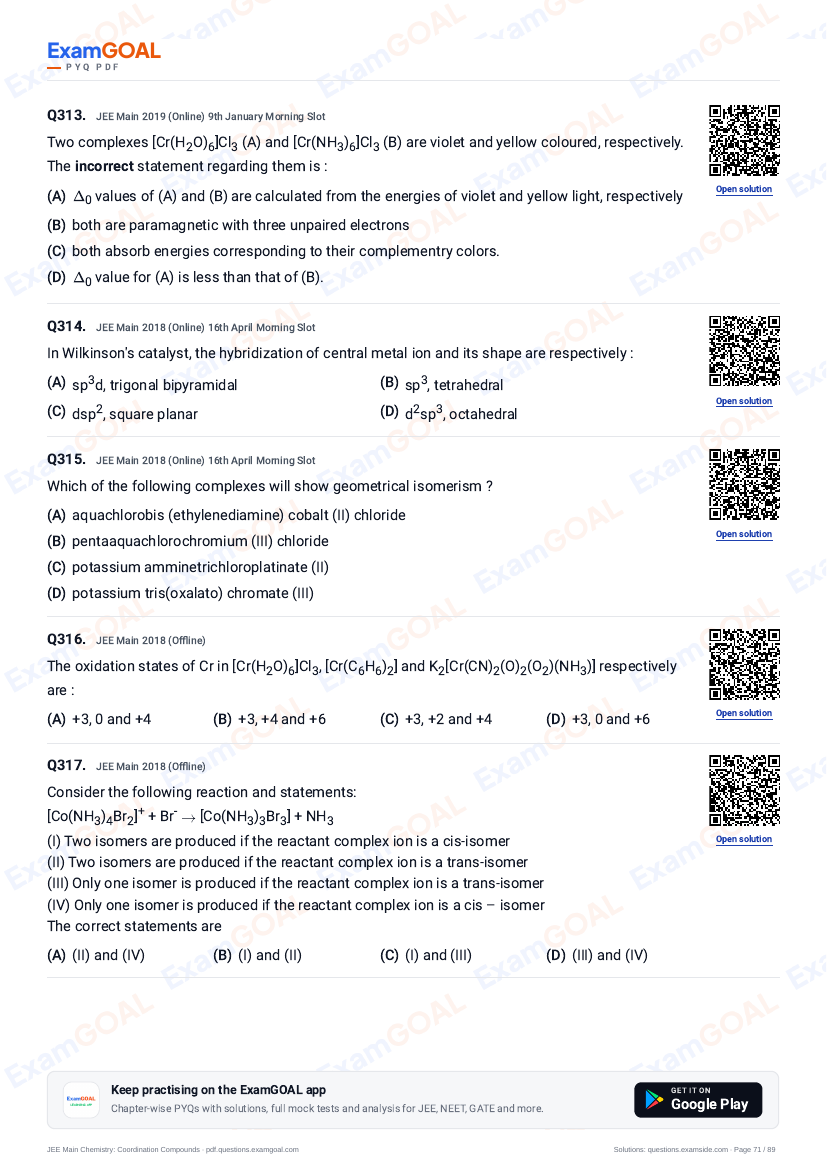 ExamGOAL
PYQ PDF
Q313. JEE Main 2019 (Online) 9th January Morning Slot
Two complexes [Cr(H₂O)₆]Cl₃ (A) and [Cr(NH₃)₆]Cl₃ (B) are violet and yellow coloured, respectively.
The incorrect statement regarding them is :
(A) Δ₀ values of (A) and (B) are calculated from the energies of violet and yellow light, respectively
(B) both are paramagnetic with three unpaired electrons
(C) both absorb energies corresponding to their complementry colors.
(D) Δ₀ value for (A) is less than that of (B).
Open solution
Q314. JEE Main 2018 (Online) 16th April Morning Slot
In Wilkinson's catalyst, the hybridization of central metal ion and its shape are respectively :
(A) sp³d, trigonal bipyramidal (B) sp³, tetrahedral
(C) dsp², square planar (D) d²sp³, octahedral
Open solution
Q315. JEE Main 2018 (Online) 16th April Morning Slot
Which of the following complexes will show geometrical isomerism ?
(A) aquachlorobis (ethylenediamine) cobalt (II) chloride
(B) pentaaquachlorochromium (III) chloride
(C) potassium amminetrichloroplatinate (II)
(D) potassium tris(oxalato) chromate (III)
Open solution
Q316. JEE Main 2018 (Offline)
The oxidation states of Cr in [Cr(H₂O)₆]Cl₃, [Cr(C₆H₆)₂] and K₂[Cr(CN)₂(O)₂(O₂)(NH₃)] respectively
are :
(A) +3, 0 and +4 (B) +3, +4 and +6 (C) +3, +2 and +4 (D) +3, 0 and +6
Open solution
Q317. JEE Main 2018 (Offline)
Consider the following reaction and statements:
[Co(NH₃)₄Br₂]⁺ + Br⁻ → [Co(NH₃)₃Br₃] + NH₃
(I) Two isomers are produced if the reactant complex ion is a cis-isomer
(II) Two isomers are produced if the reactant complex ion is a trans-isomer
(III) Only one isomer is produced if the reactant complex ion is a trans-isomer
(IV) Only one isomer is produced if the reactant complex ion is a cis – isomer
The correct statements are
(A) (II) and (IV) (B) (I) and (II) (C) (I) and (III) (D) (III) and (IV)
Open solution
ExamGOAL
Keep practising on the ExamGOAL app
Chapter-wise PYQs with solutions, full mock tests and analysis for JEE, NEET, GATE and more.
GET IT ON
Google Play
JEE Main Chemistry: Coordination Compounds · pdf.questions.examgoal.com
Solutions: questions.examside.com · Page 71 / 89